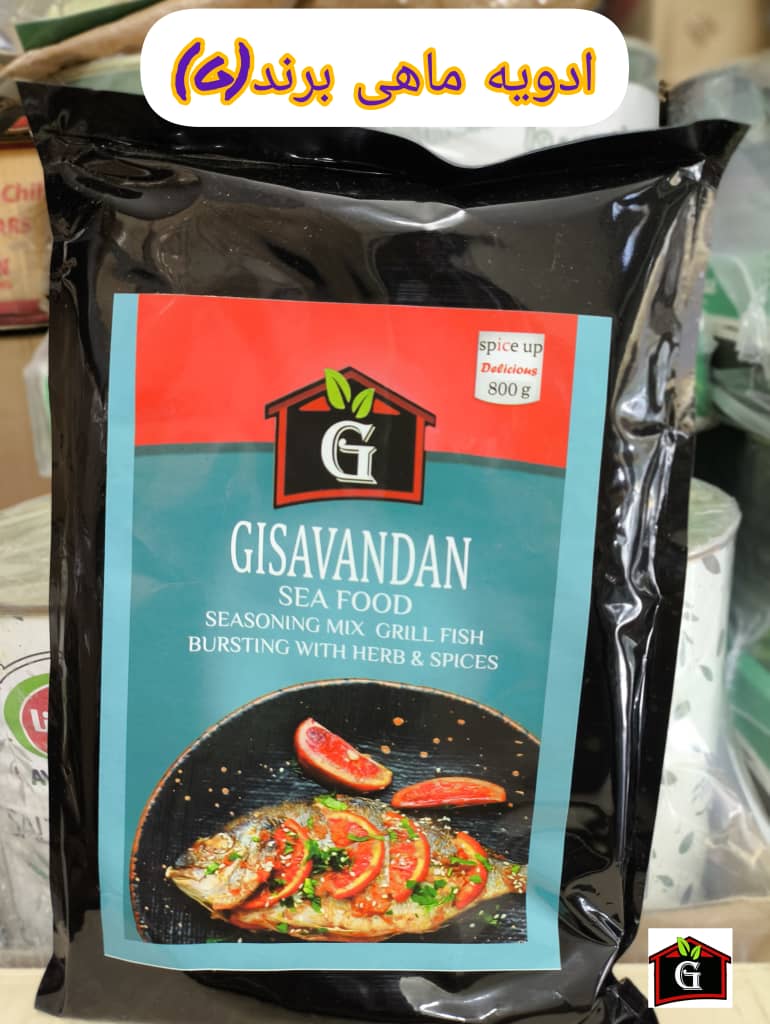 ادویه ماهی برند(G)
spice up
Delicious
800 g
G
GISAVANDAN
SEA FOOD
SEASONING MIX GRILL FISH
BURSTING WITH HERB & SPICES
G